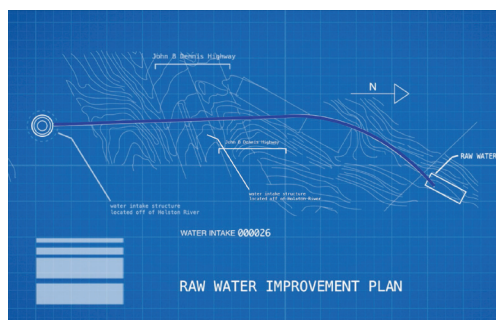 John B Dennis Highway
N
John B Dennis Highway
RAW WATER
water intake structure
located off of Holston River
water intake structure
located off of Holston River
WATER INTAKE 000026
RAW WATER IMPROVEMENT PLAN